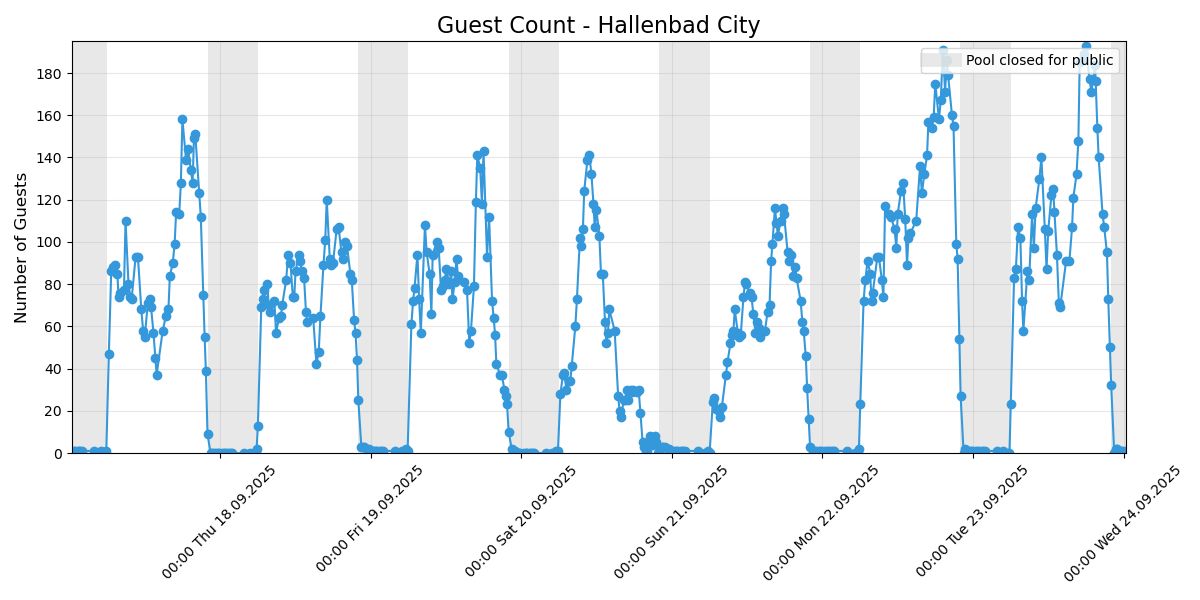 Guest Count - Hallenbad City
Pool closed for public
Number of Guests
180
160
140
120
100
80
60
40
20
0
00:00 Thu 18.09.2025
00:00 Fri 19.09.2025
00:00 Sat 20.09.2025
00:00 Sun 21.09.2025
00:00 Mon 22.09.2025
00:00 Tue 23.09.2025
00:00 Wed 24.09.2025